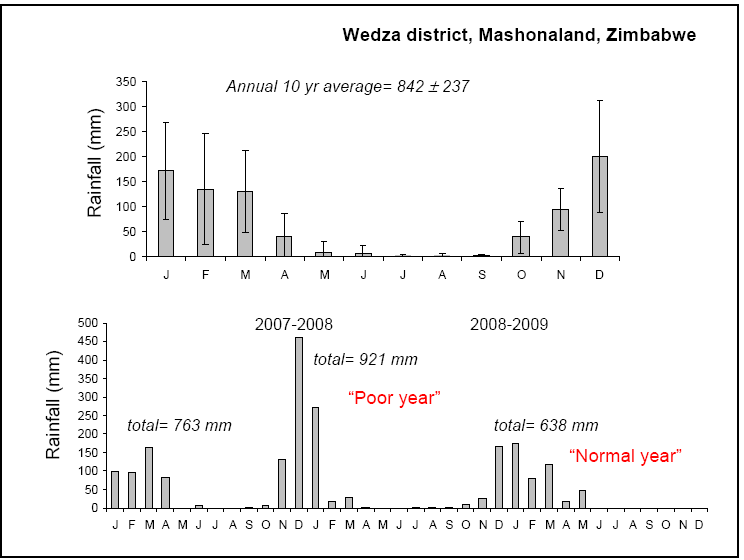 Wedza district, Mashonaland, Zimbabwe
Annual 10 yr average= 842 ± 237
Rainfall (mm)
350
300
250
200
150
100
50
0
J F M A M J J A S O N D
2007-2008 2008-2009
Rainfall (mm)
500
450
400
350
300
250
200
150
100
50
0
total= 921 mm
“Poor year”
total= 763 mm
total= 638 mm
“Normal year”
J F M A M J J A S O N D J F M A M J J A S O N D J F M A M J J A S O N D